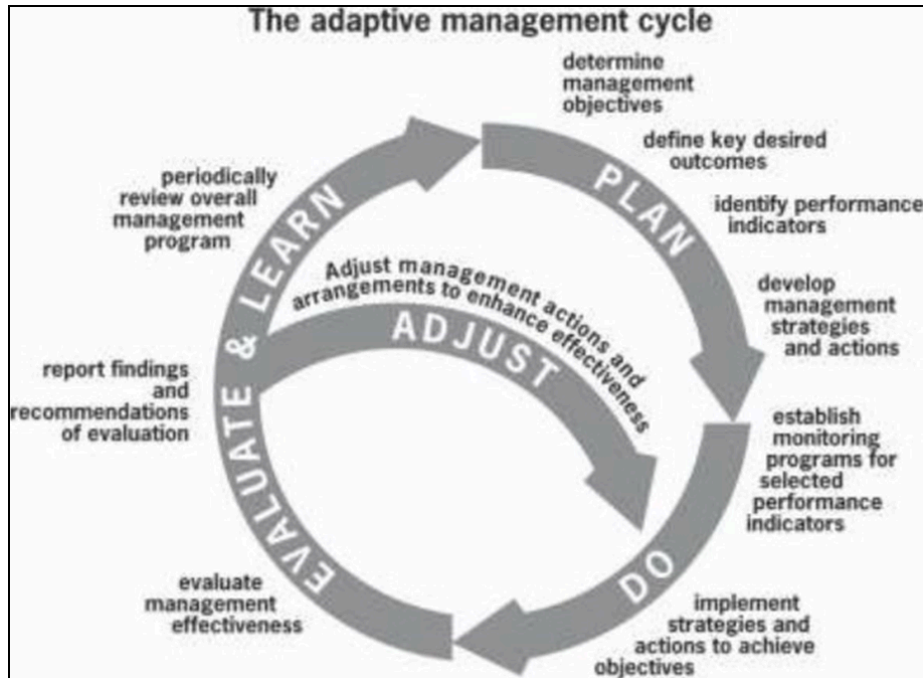 The adaptive management cycle
determine
management
objectives
define key desired
outcomes
identify performance
indicators
develop
management
strategies
and actions
PLAN
establish
monitoring
programs for
selected
performance
indicators
DO
implement
strategies and
actions to achieve
objectives
evaluate
management
effectiveness
report findings
and
recommendations
of evaluation
EVALUATE & LEARN
periodically
review overall
management
program
Adjust management actions and
arrangements to enhance effectiveness
ADJUST